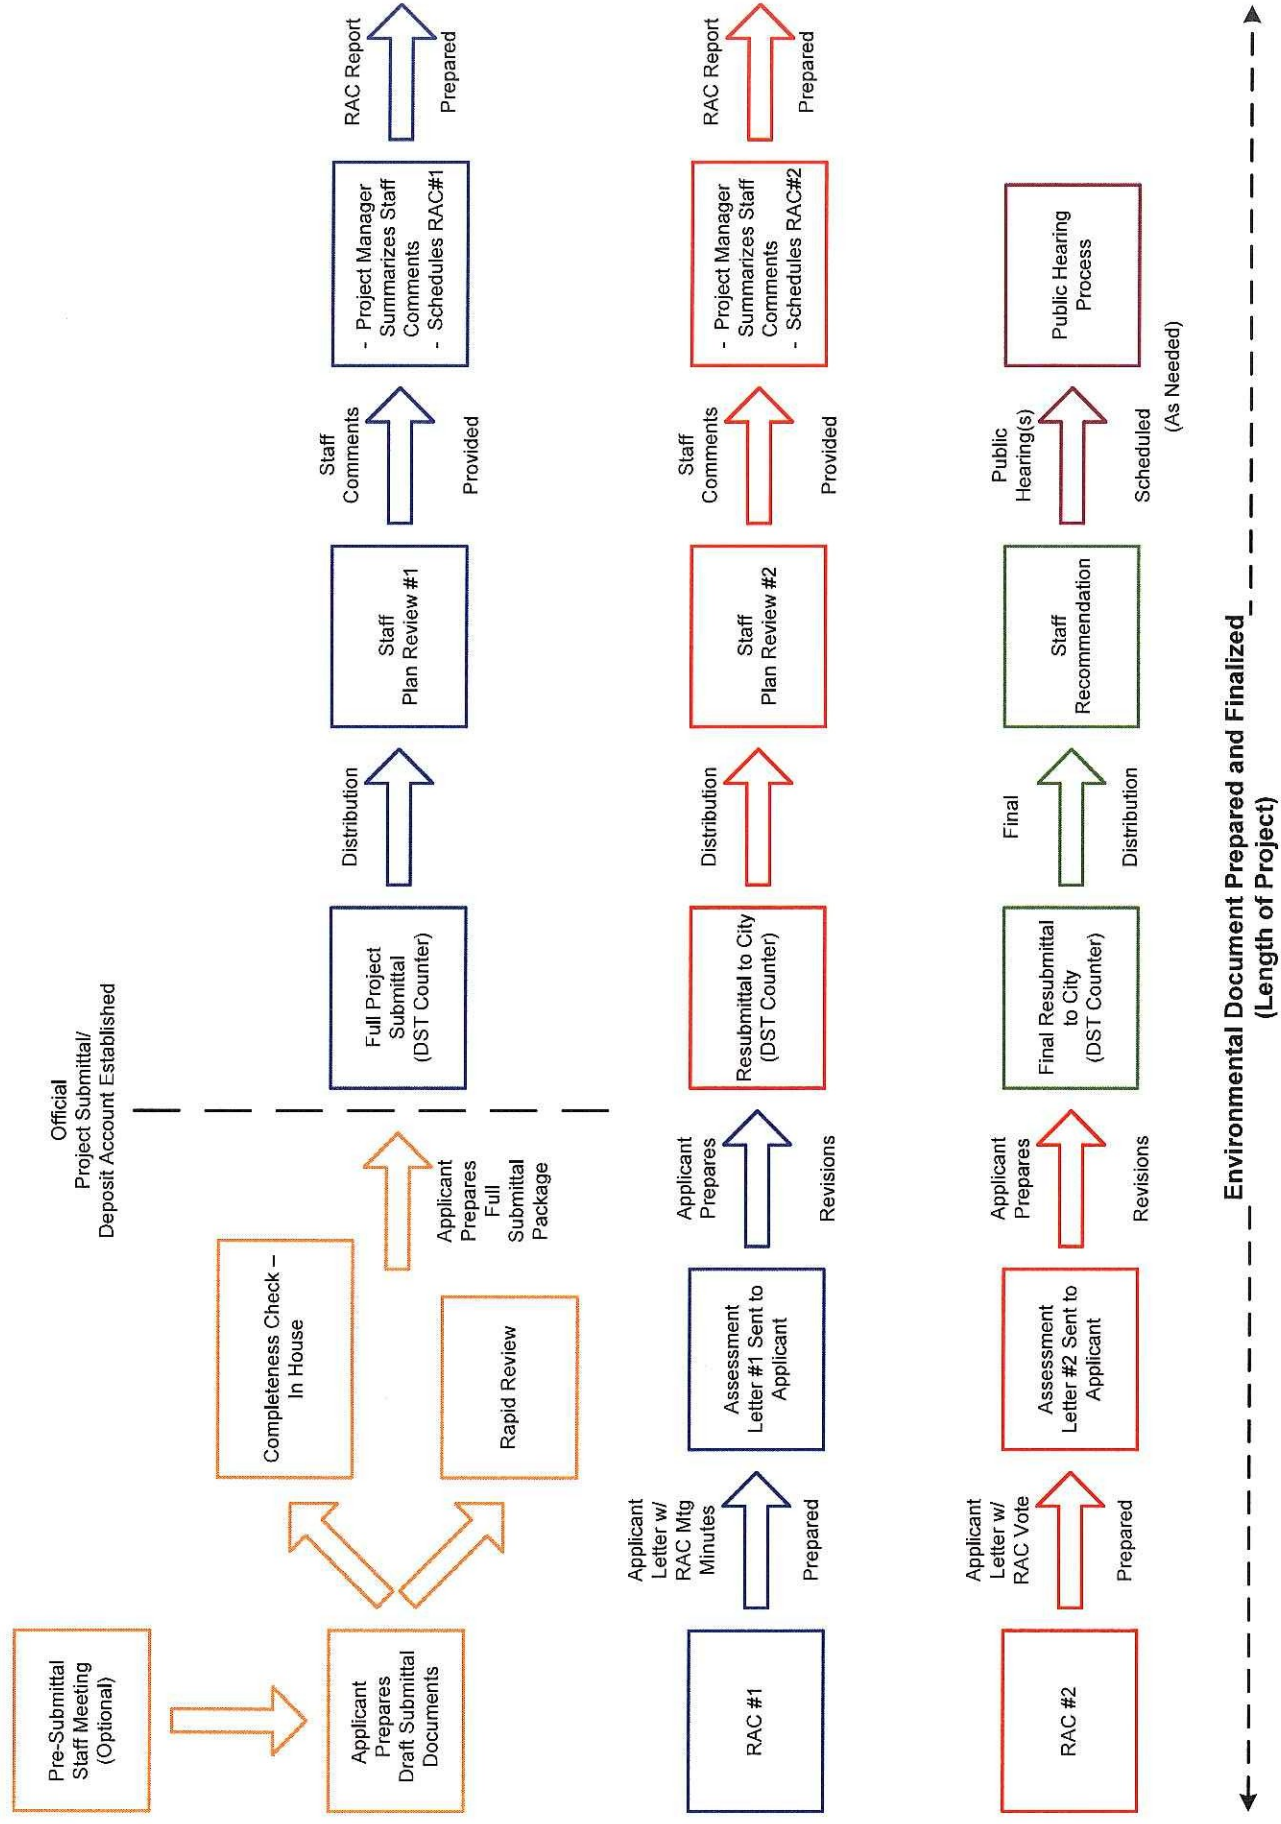 Official
Project Submittal/
Deposit Account Established
Pre-Submittal
Staff Meeting
(Optional)
Applicant
Prepares
Draft Submittal
Documents
Completeness Check –
In House
Rapid Review
Applicant
Prepares
Full
Submittal
Package
Full Project
Submittal
(DST Counter)
Distribution
Staff
Plan Review #1
Staff
Comments
Provided
- Project Manager
Summarizes Staff
Comments
- Schedules RAC#1
RAC Report
Prepared
RAC #1
Applicant
Letter w/
RAC Mtg
Minutes
Prepared
Assessment
Letter #1 Sent to
Applicant
Applicant
Prepares
Revisions
Resubmittal to City
(DST Counter)
Distribution
Staff
Plan Review #2
Staff
Comments
Provided
- Project Manager
Summarizes Staff
Comments
- Schedules RAC#2
RAC Report
Prepared
RAC #2
Applicant
Letter w/
RAC Vote
Prepared
Assessment
Letter #2 Sent to
Applicant
Applicant
Prepares
Revisions
Final Resubmittal
to City
(DST Counter)
Final
Distribution
Staff
Recommendation
Public
Hearing(s)
Scheduled
(As Needed)
Public Hearing
Process
Environmental Document Prepared and Finalized
(Length of Project)